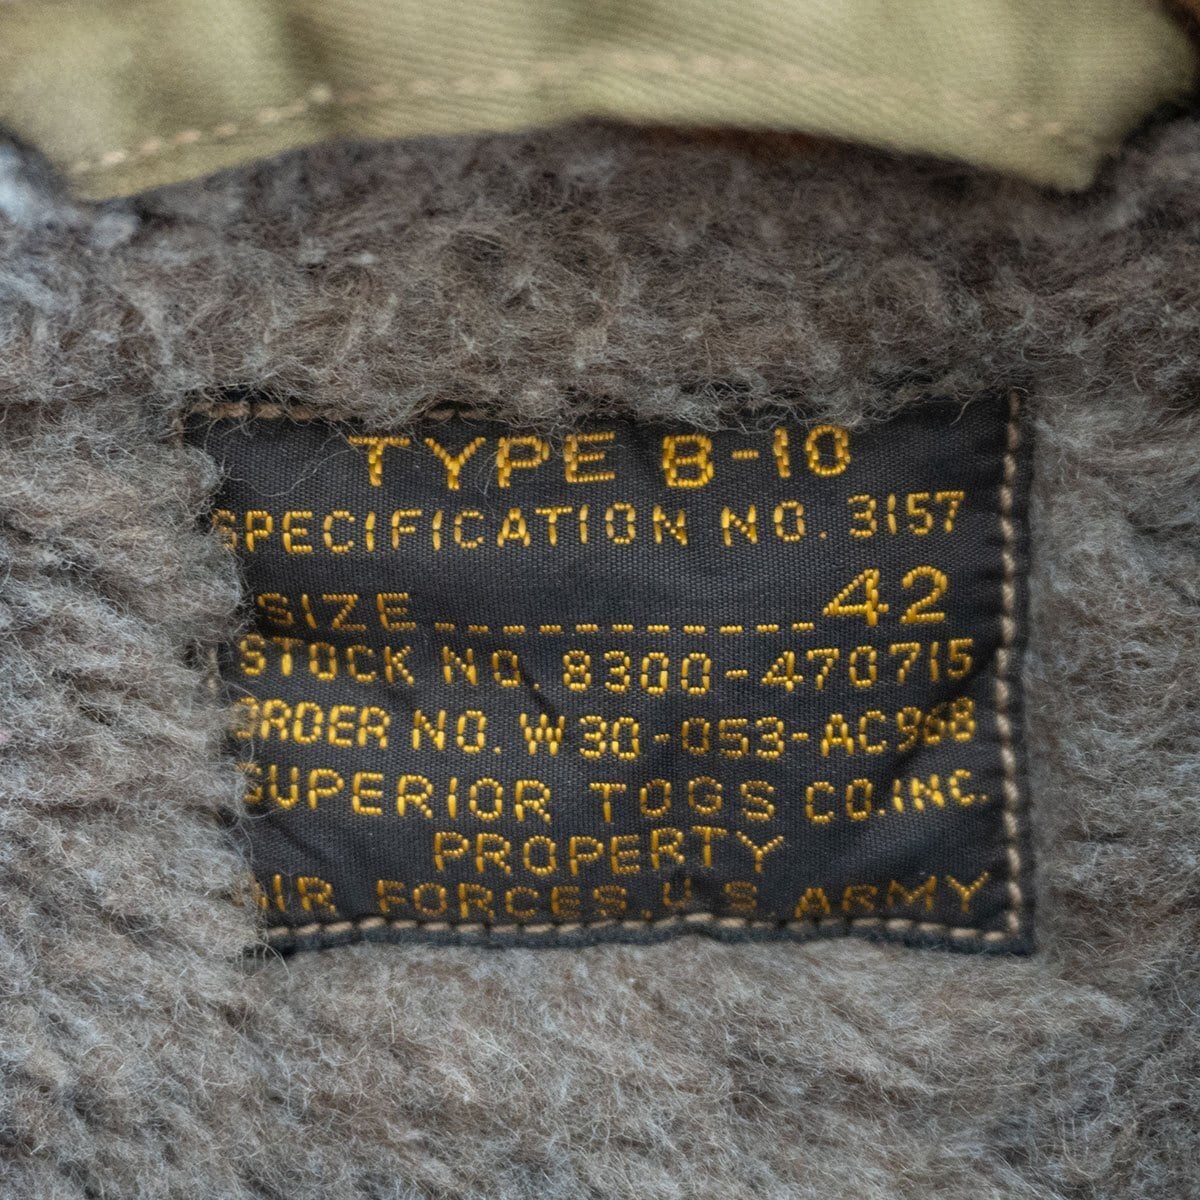 TYPE B-10
SPECIFICATION NO. 3157
SIZE------------42
STOCK NO. 8300-470715
ORDER NO. W30-053-AC968
SUPERIOR TOGS CO.INC.
PROPERTY
AIR FORCES, U.S. ARMY